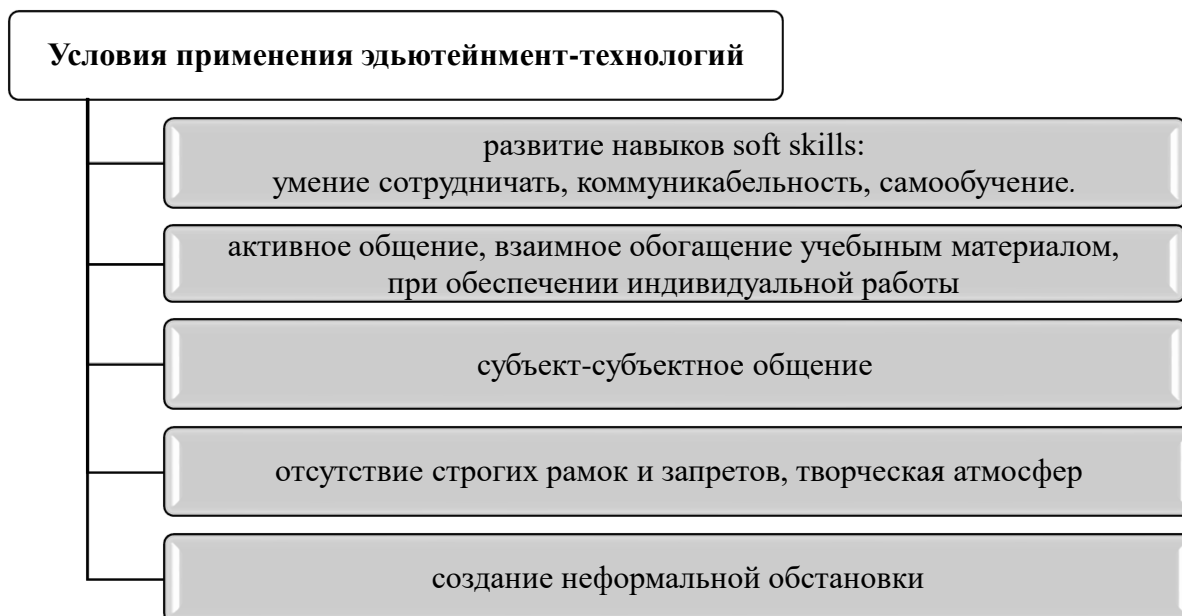 Условия применения эдьютейнмент-технологий
развитие навыков soft skills:
умение сотрудничать, коммуникабельность, самообучение.
активное общение, взаимное обогащение учебыным материалом,
при обеспечении индивидуальной работы
субъект-субъектное общение
отсутствие строгих рамок и запретов, творческая атмосфер
создание неформальной обстановки